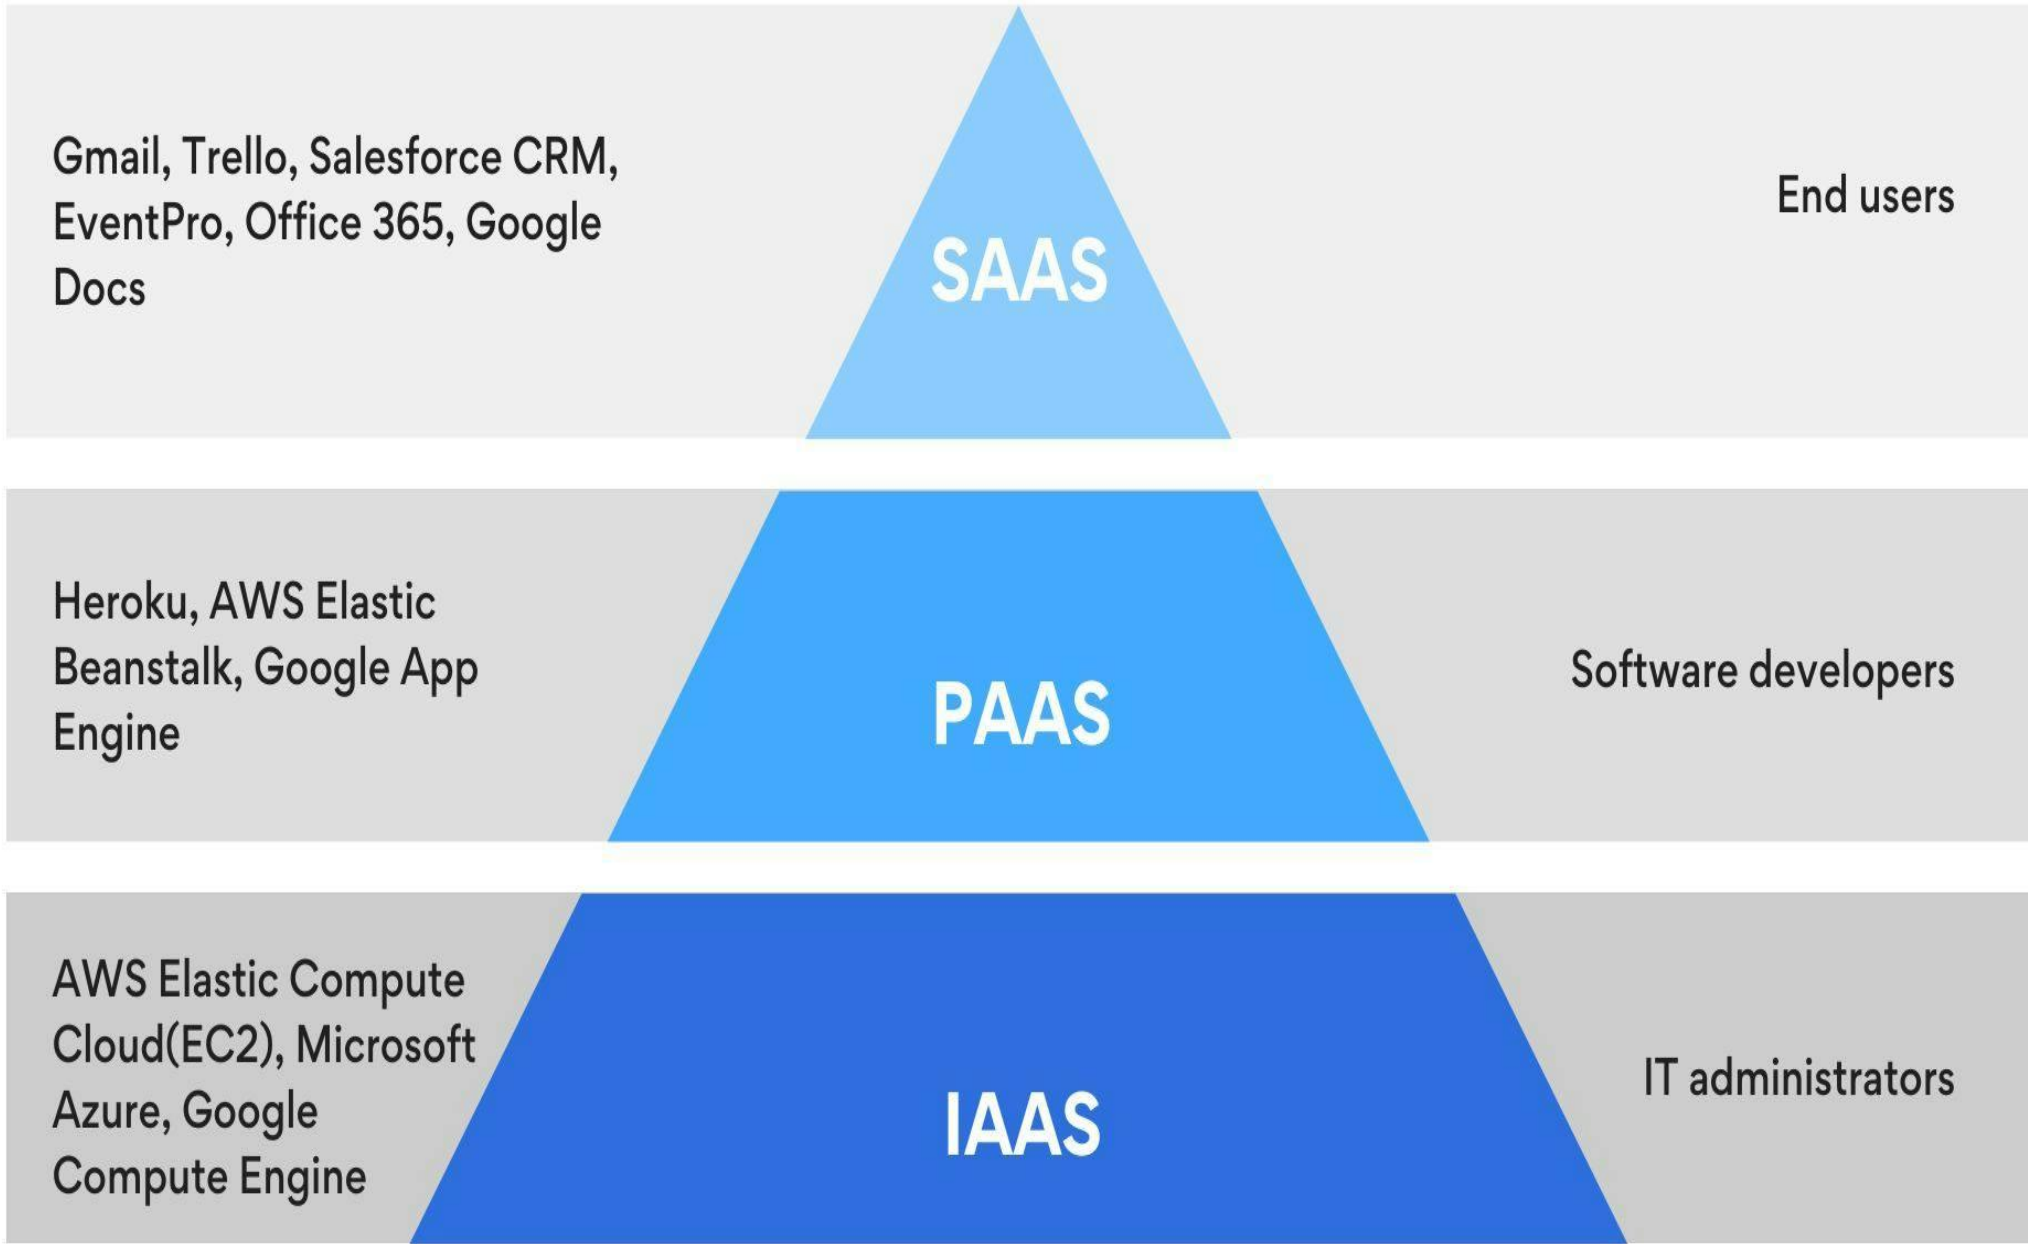 Gmail, Trello, Salesforce CRM,
EventPro, Office 365, Google
Docs
SAAS
End users
Heroku, AWS Elastic
Beanstalk, Google App
Engine
PAAS
Software developers
AWS Elastic Compute
Cloud(EC2), Microsoft
Azure, Google
Compute Engine
IAAS
IT administrators